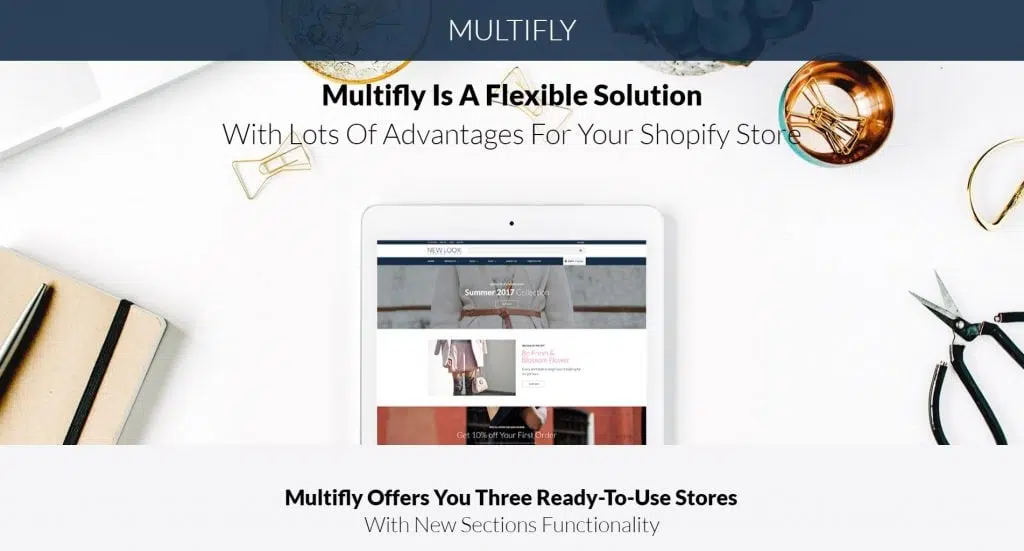 MULTIFLY
Multifly Is A Flexible Solution
With Lots Of Advantages For Your Shopify Store
NEW LOOK
Summer 2017 Collection
Be Fresh &
Blossom Flower
Get 10% off Your First Order
Multifly Offers You Three Ready-To-Use Stores
With New Sections Functionality